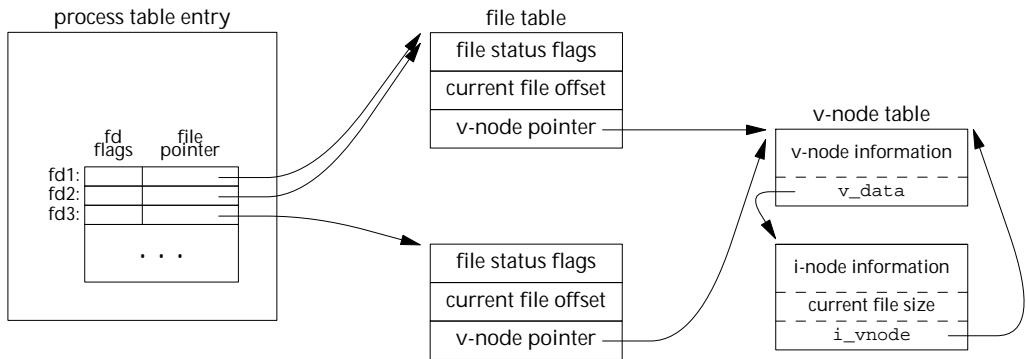 process table entry
fd
flags
file
pointer
fd1:
fd2:
fd3:
. . .
file table
file status flags
current file offset
v-node pointer
file status flags
current file offset
v-node pointer
v-node table
v-node information
v_data
i-node information
current file size
i_vnode